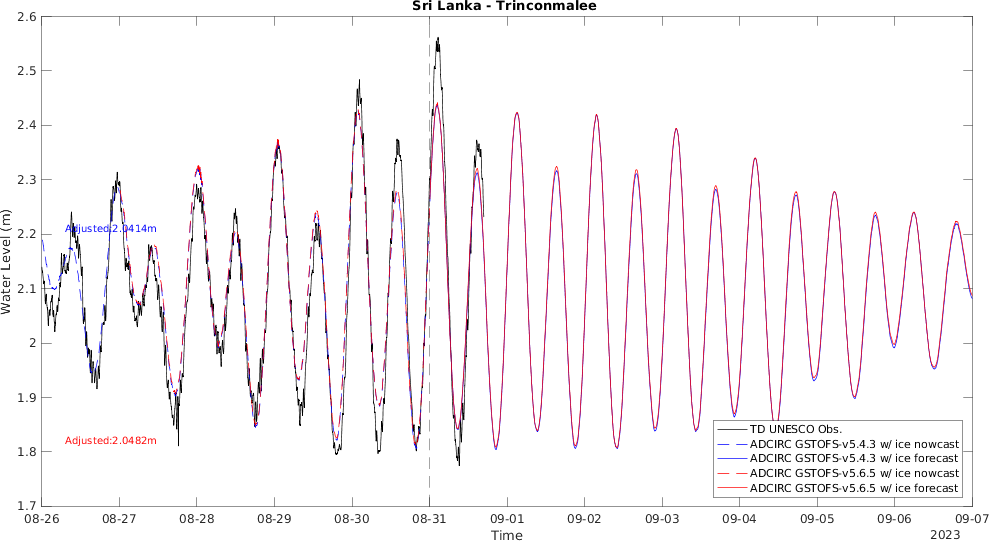 Sri Lanka - Trinconmalee
2.6
2.5
2.4
2.3
2.2
2.1
2
1.9
1.8
1.7
Water Level (m)
Adjusted:2.0414m
Adjusted:2.0482m
TD UNESCO Obs.
ADCIRC GSTOFS-v5.4.3 w/ ice nowcast
ADCIRC GSTOFS-v5.4.3 w/ ice forecast
ADCIRC GSTOFS-v5.6.5 w/ ice nowcast
ADCIRC GSTOFS-v5.6.5 w/ ice forecast
08-26 08-27 08-28 08-29 08-30 08-31 09-01 09-02 09-03 09-04 09-05 09-06 09-07
Time
2023